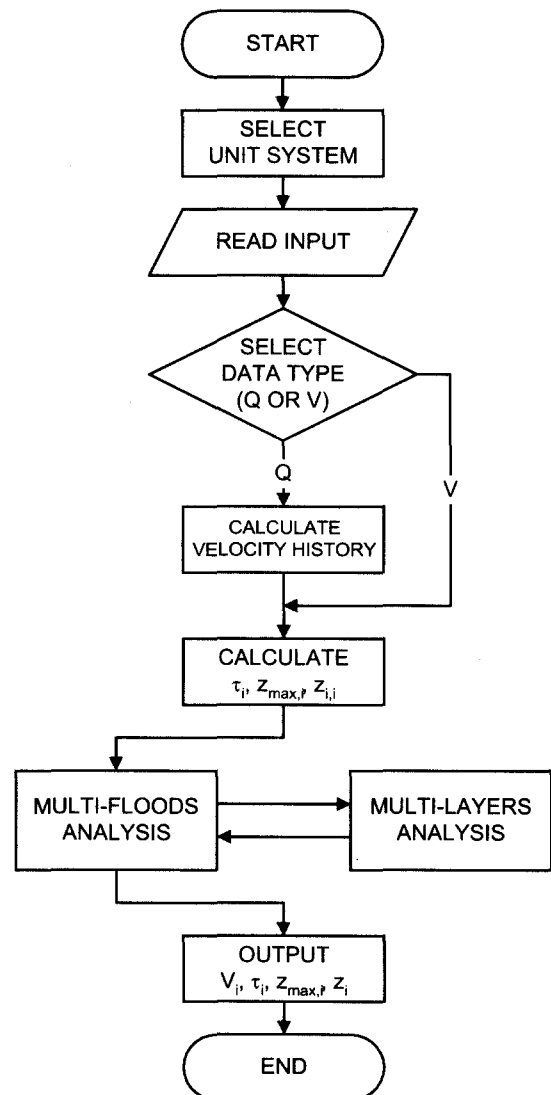 START
SELECT
UNIT SYSTEM
READ INPUT
SELECT
DATA TYPE
(Q OR V)
Q
V
CALCULATE
VELOCITY HISTORY
CALCULATE
τi, zmax,i, zi,i
MULTI-FLOODS
ANALYSIS
MULTI-LAYERS
ANALYSIS
OUTPUT
Vi, τi, zmax,i, zi
END